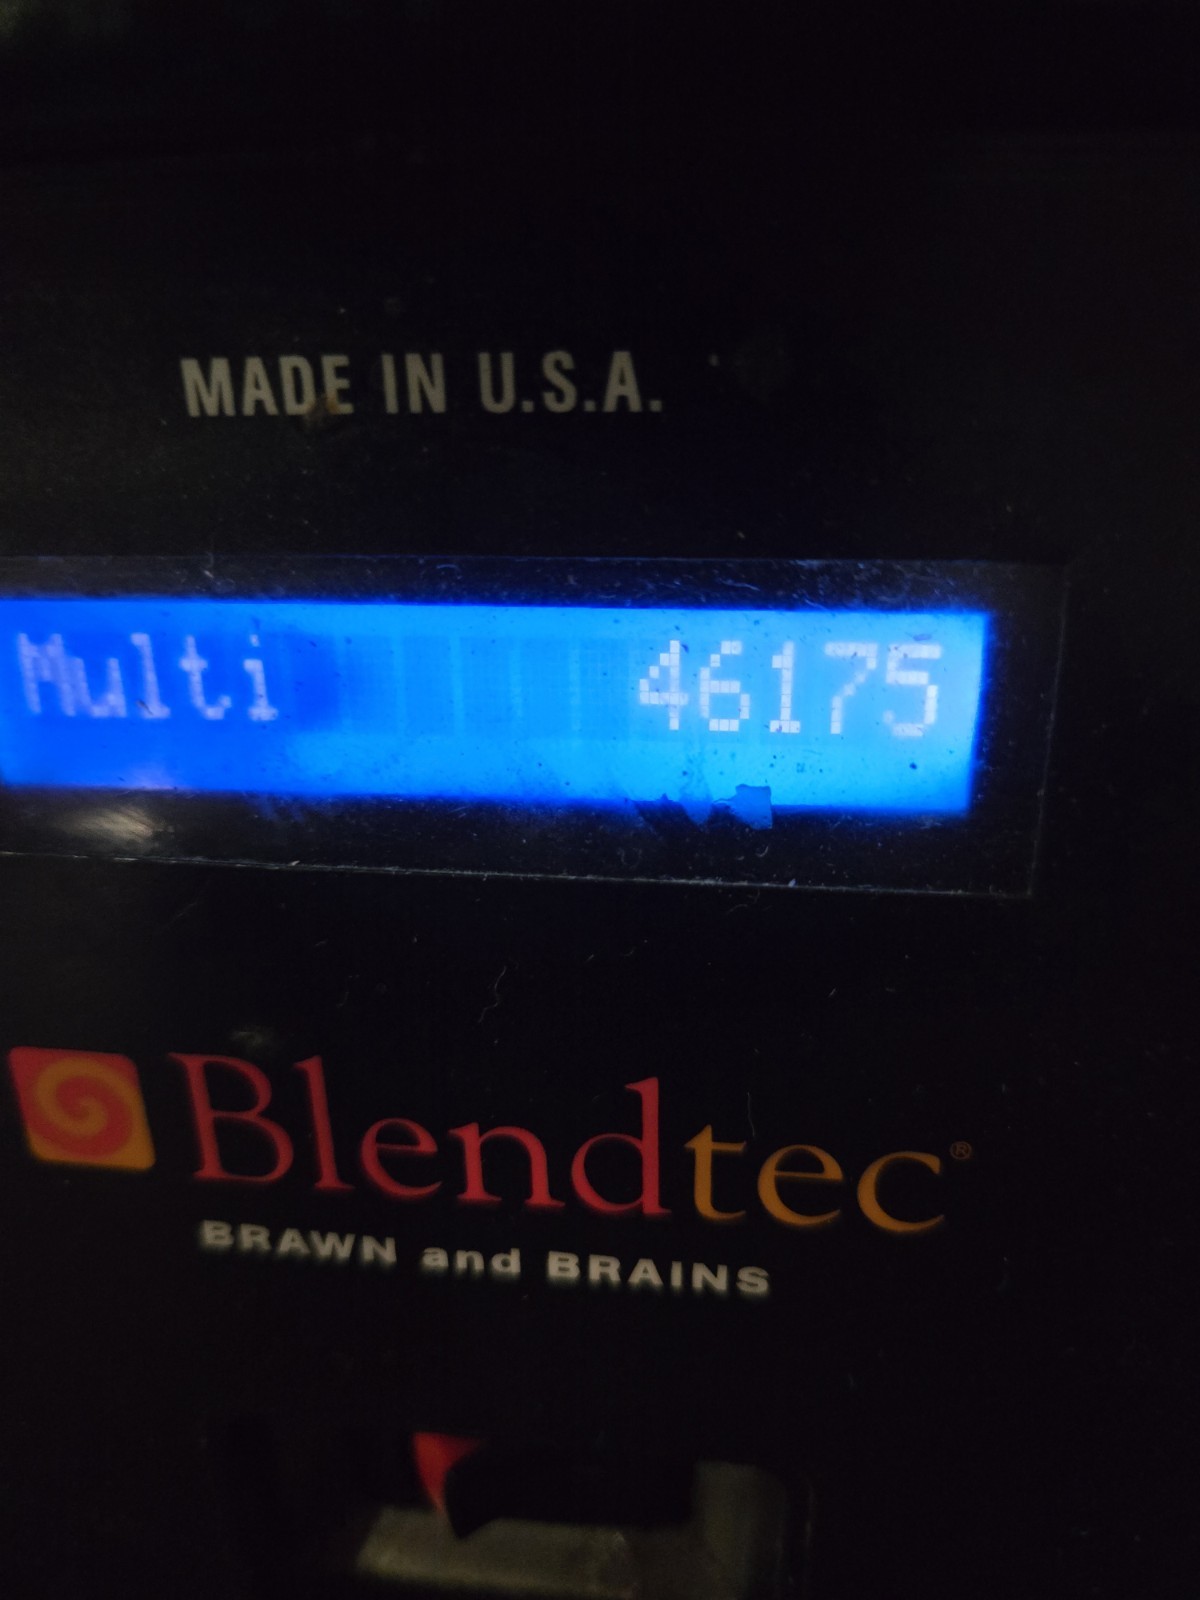 MADE IN U.S.A.
Multi 46175
Blendtec®
BRAWN and BRAINS